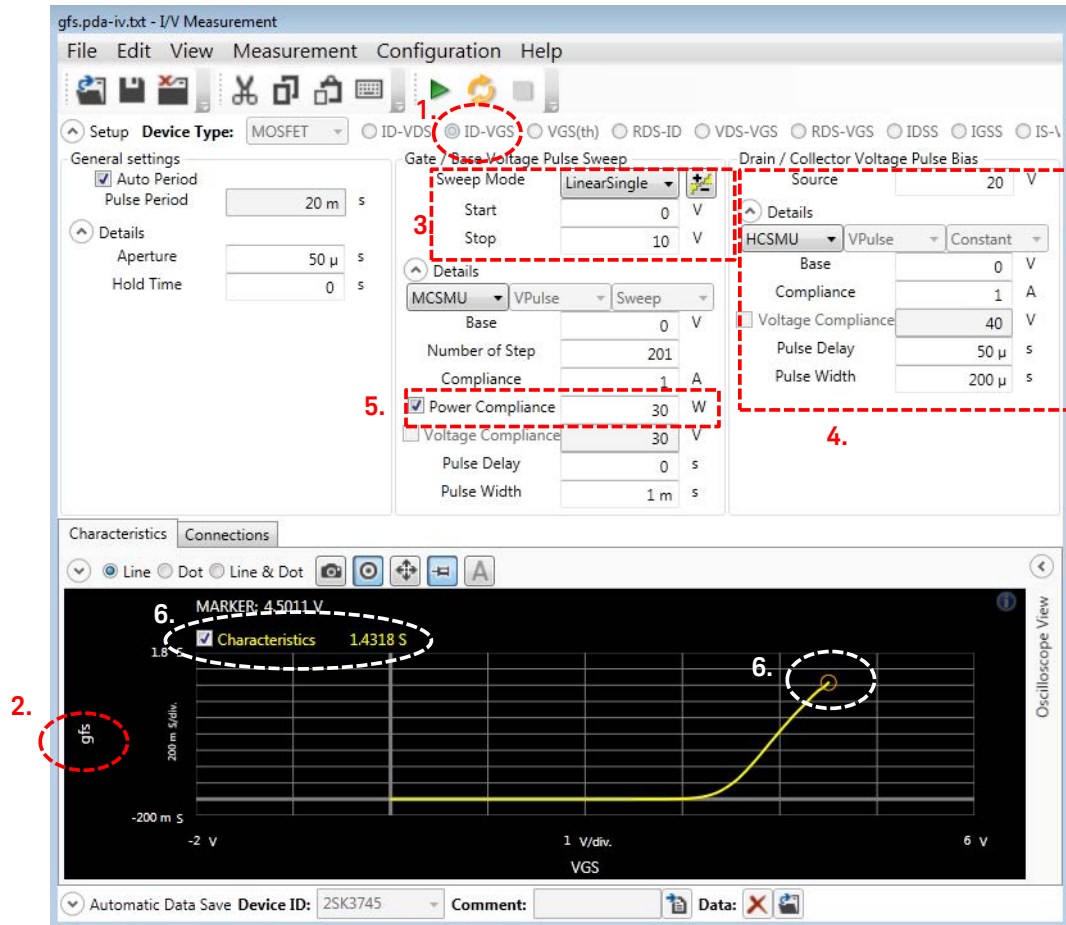 gfs.pda-iv.txt - I/V Measurement
File Edit View Measurement Configuration Help
1.
Setup Device Type: MOSFET ID-VDS ID-VGS VGS(th) RDS-ID VDS-VGS RDS-VGS IDSS IGSS IS-V
General settings
Auto Period
Pulse Period 20 m s
Details
Aperture 50 µ s
Hold Time 0 s
Gate / Base Voltage Pulse Sweep
3.
Sweep Mode LinearSingle
Start 0 V
Stop 10 V
Details
MCSMU VPulse Sweep
Base 0 V
Number of Step 201
Compliance 1 A
5.
Power Compliance 30 W
Voltage Compliance 30 V
Pulse Delay 0 s
Pulse Width 1 m s
Drain / Collector Voltage Pulse Bias
Source 20 V
Details
HCSMU VPulse Constant
Base 0 V
Compliance 1 A
Voltage Compliance 40 V
Pulse Delay 50 µ s
Pulse Width 200 µ s
4.
Characteristics Connections
Line Dot Line & Dot A
MARKER: 4.5011 V
6.
Characteristics 1.4318 S
1.8 S
6.
2.
gfs
200 m S/div.
-200 m S
-2 V 1 V/div. 6 V
VGS
Oscilloscope View
Automatic Data Save Device ID: 2SK3745 Comment: Data: